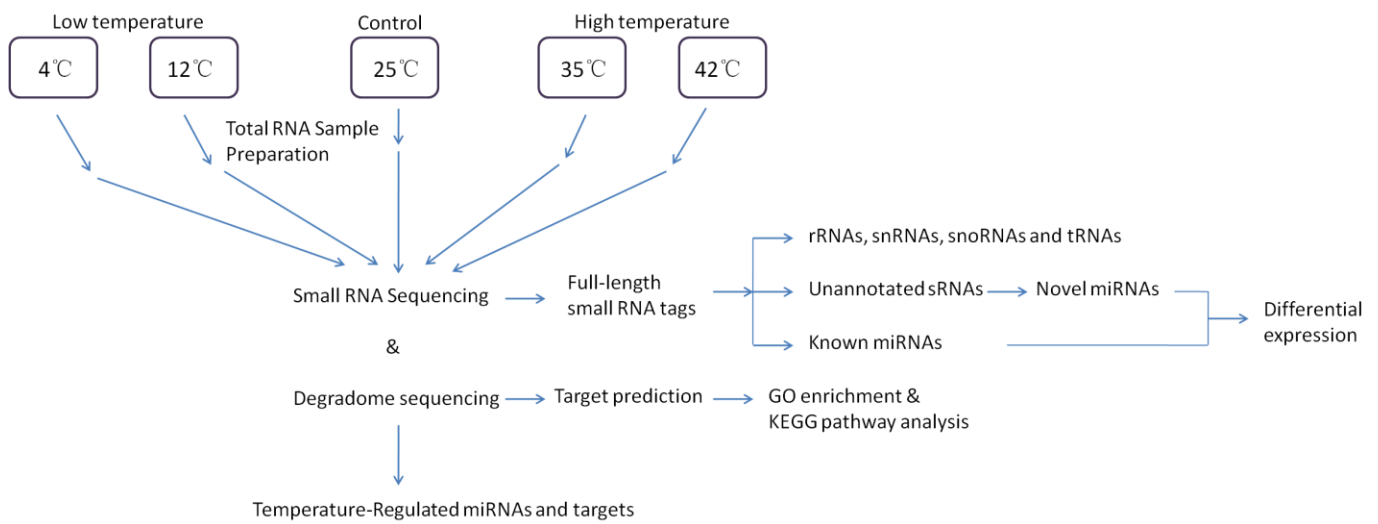 Low temperature
Control
High temperature
4℃
12℃
25℃
35℃
42℃
Total RNA Sample
Preparation
Small RNA Sequencing
Full-length
small RNA tags
rRNAs, snRNAs, snoRNAs and tRNAs
Unannotated sRNAs
Novel miRNAs
Known miRNAs
Differential
expression
&
Degradome sequencing
Target prediction
GO enrichment &
KEGG pathway analysis
Temperature-Regulated miRNAs and targets